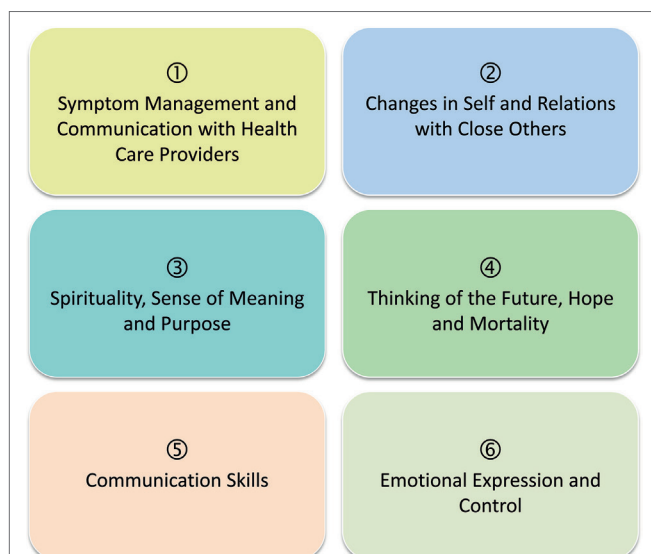 ①
Symptom Management and
Communication with Health
Care Providers
②
Changes in Self and Relations
with Close Others
③
Spirituality, Sense of Meaning
and Purpose
④
Thinking of the Future, Hope
and Mortality
⑤
Communication Skills
⑥
Emotional Expression and
Control